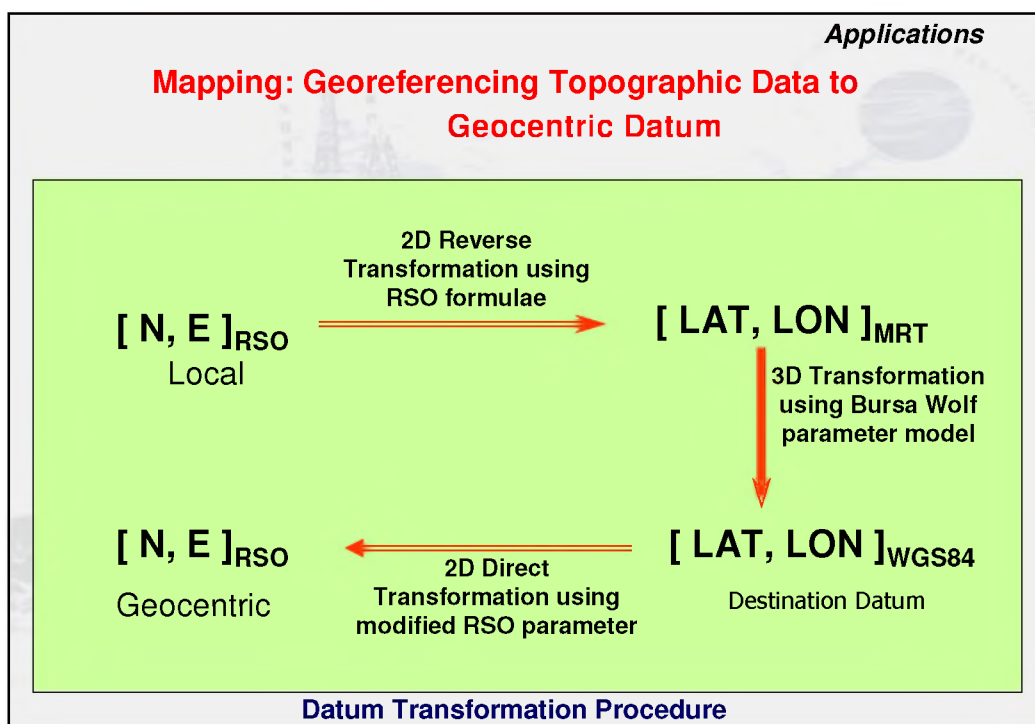 Applications
Mapping: Georeferencing Topographic Data to
Geocentric Datum
2D Reverse
Transformation using
RSO formulae
[ N, E ]RSO
Local
[ LAT, LON ]MRT
3D Transformation
using Bursa Wolf
parameter model
[ N, E ]RSO
Geocentric
2D Direct
Transformation using
modified RSO parameter
[ LAT, LON ]WGS84
Destination Datum
Datum Transformation Procedure